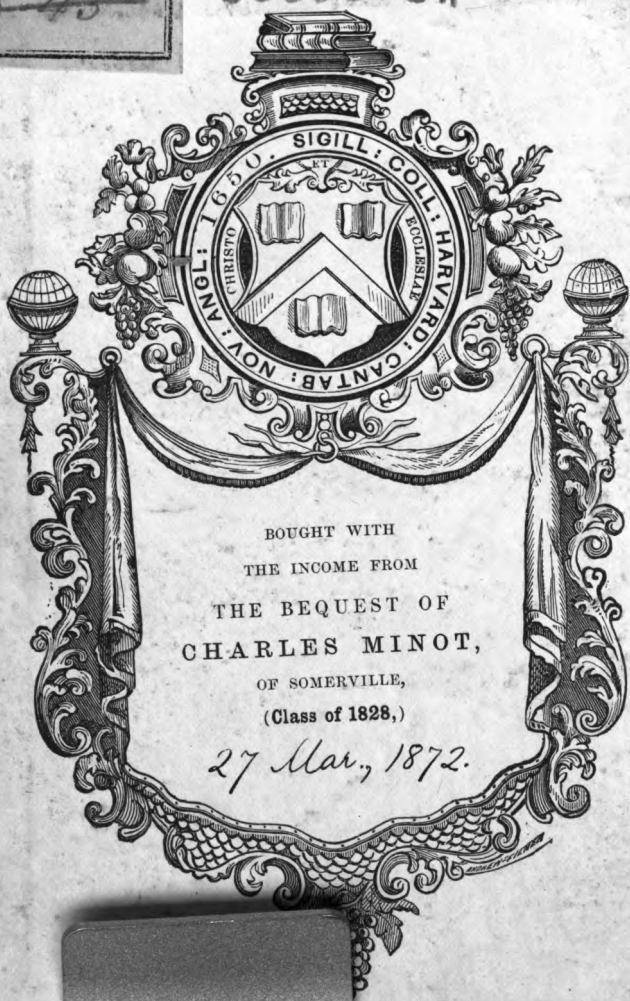 SIGILL: COLL: HARVARD: CANTAB: NOV: ANGL: 1650.
ET
CHRISTO
ECCLESIAE
BOUGHT WITH
THE INCOME FROM
THE BEQUEST OF
CHARLES MINOT,
OF SOMERVILLE,
(Class of 1828,)
27 Mar., 1872.